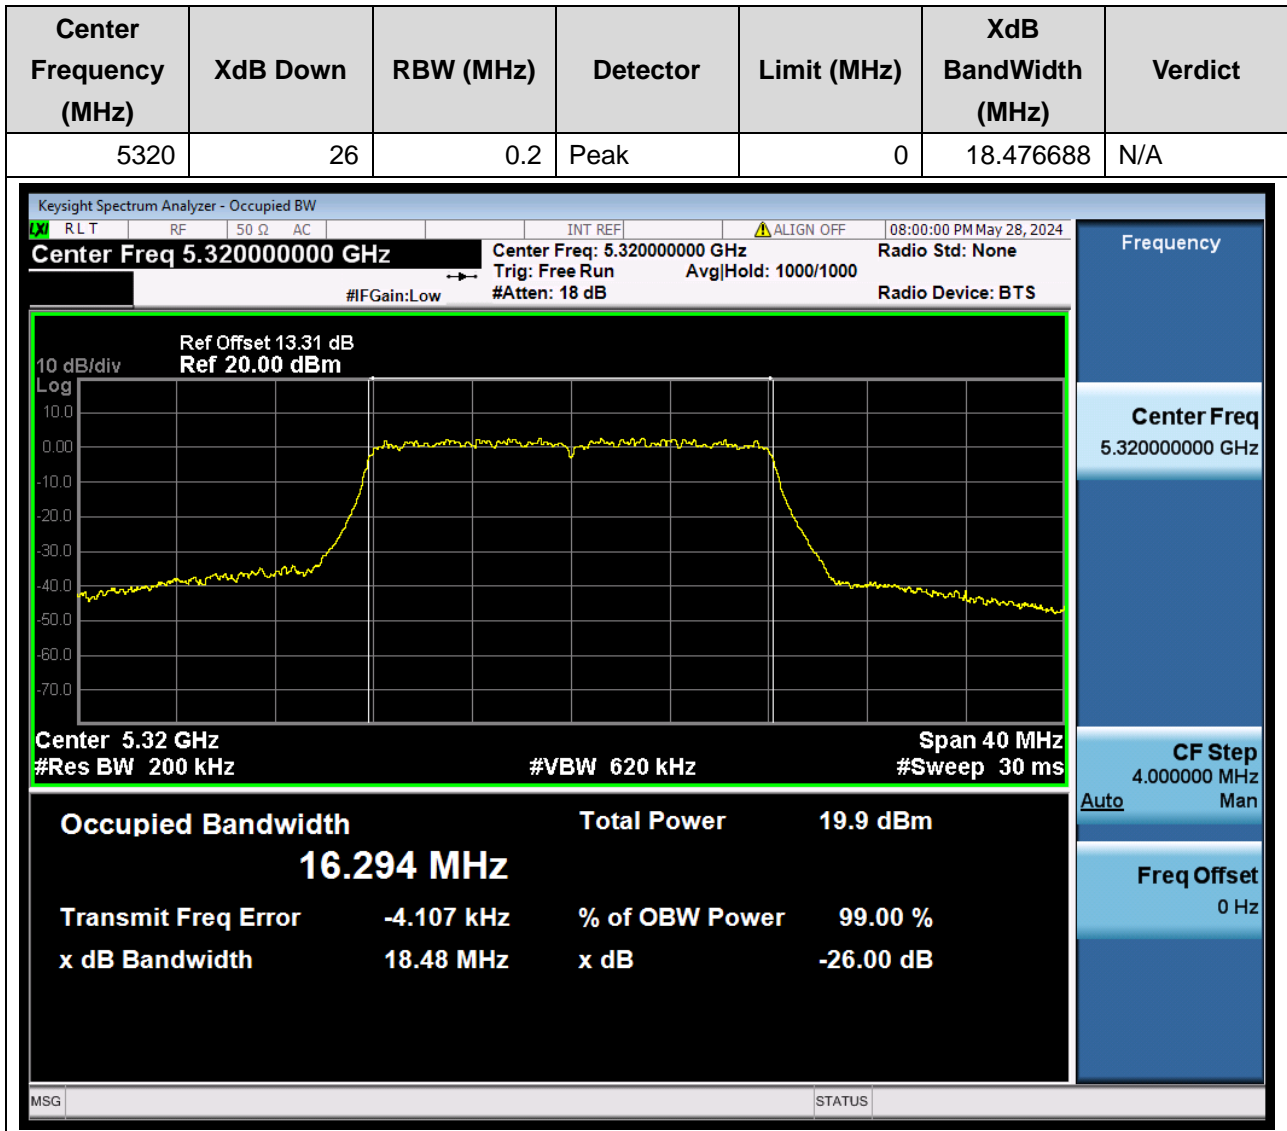 Center Frequency (MHz) XdB Down RBW (MHz) Detector Limit (MHz) XdB BandWidth (MHz) Verdict
5320 26 0.2 Peak 0 18.476688 N/A
Keysight Spectrum Analyzer - Occupied BW
LXI RLT RF 50 Ω AC INT REF ALIGN OFF 08:00:00 PM May 28, 2024
Center Freq 5.320000000 GHz
Center Freq: 5.320000000 GHz
Radio Std: None
Trig: Free Run Avg|Hold: 1000/1000
#IFGain:Low #Atten: 18 dB Radio Device: BTS
Ref Offset 13.31 dB
10 dB/div Ref 20.00 dBm
Log
10.0
0.00
-10.0
-20.0
-30.0
-40.0
-50.0
-60.0
-70.0
Center 5.32 GHz Span 40 MHz
#Res BW 200 kHz #VBW 620 kHz #Sweep 30 ms
Occupied Bandwidth Total Power 19.9 dBm
16.294 MHz
Transmit Freq Error -4.107 kHz % of OBW Power 99.00 %
x dB Bandwidth 18.48 MHz x dB -26.00 dB
Frequency
Center Freq
5.320000000 GHz
CF Step
4.000000 MHz
Auto Man
Freq Offset
0 Hz
MSG STATUS